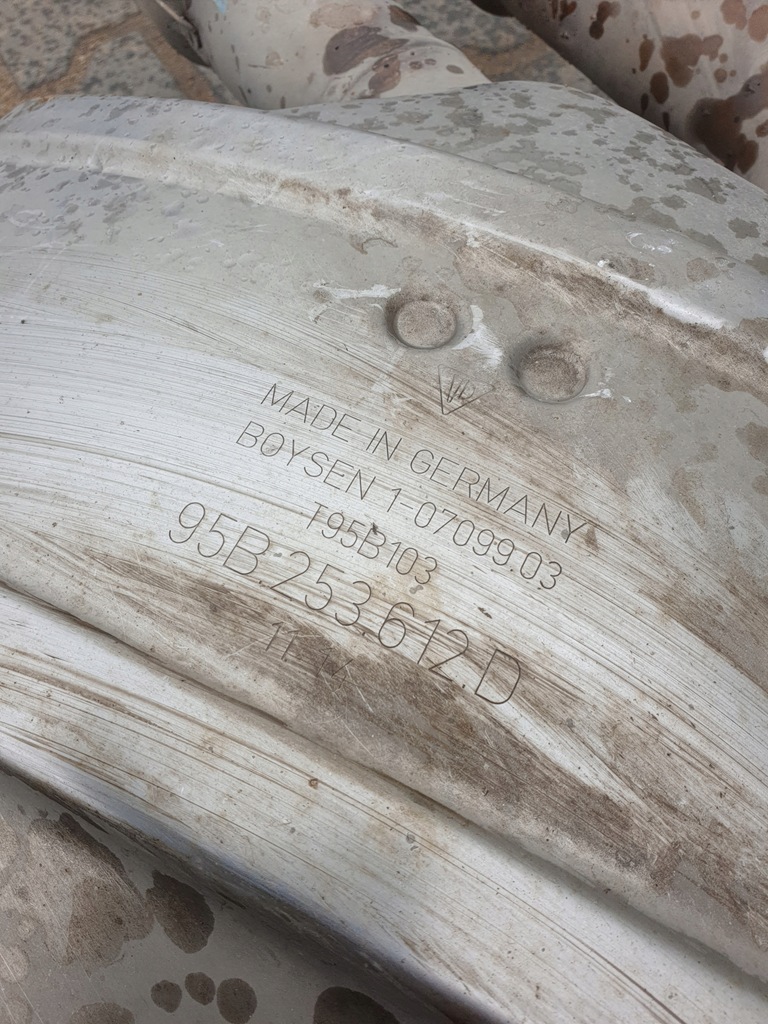 MADE IN GERMANY
BOYSEN 1-07099.03
T95B103
95B.253.612.D